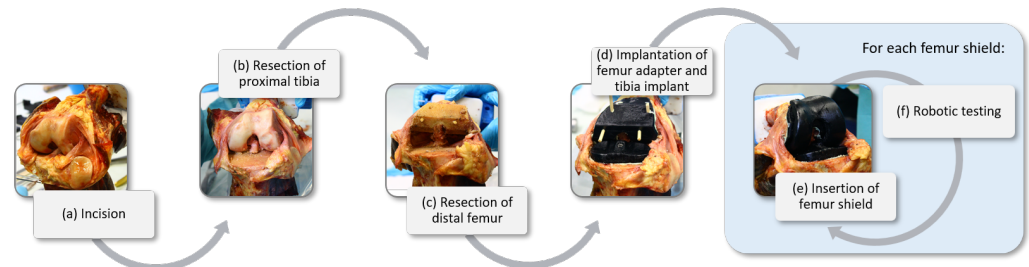 (a) Incision
(b) Resection of
proximal tibia
(c) Resection of
distal femur
(d) Implantation of
femur adapter and
tibia implant
For each femur shield:
(e) Insertion of
femur shield
(f) Robotic testing